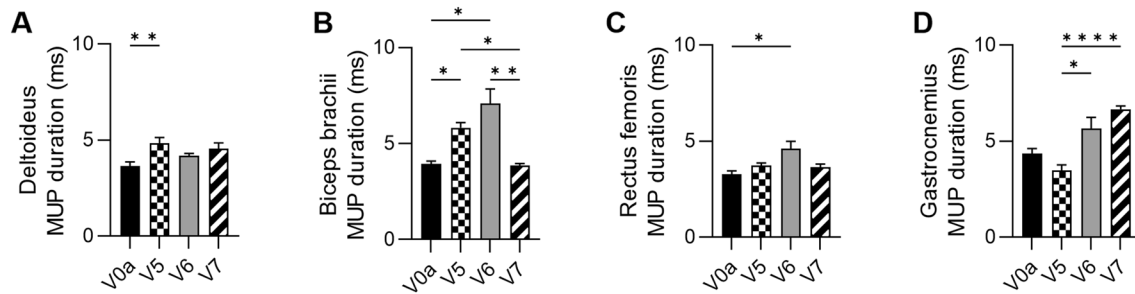 A
Deltoideus
MUP duration (ms)
10
5
0
* *
V0a
V5
V6
V7
B
Biceps brachii
MUP duration (ms)
10
5
0
*
*
*
* *
V0a
V5
V6
V7
C
Rectus femoris
MUP duration (ms)
10
5
0
*
V0a
V5
V6
V7
D
Gastrocnemius
MUP duration (ms)
10
5
0
* * * *
*
V0a
V5
V6
V7